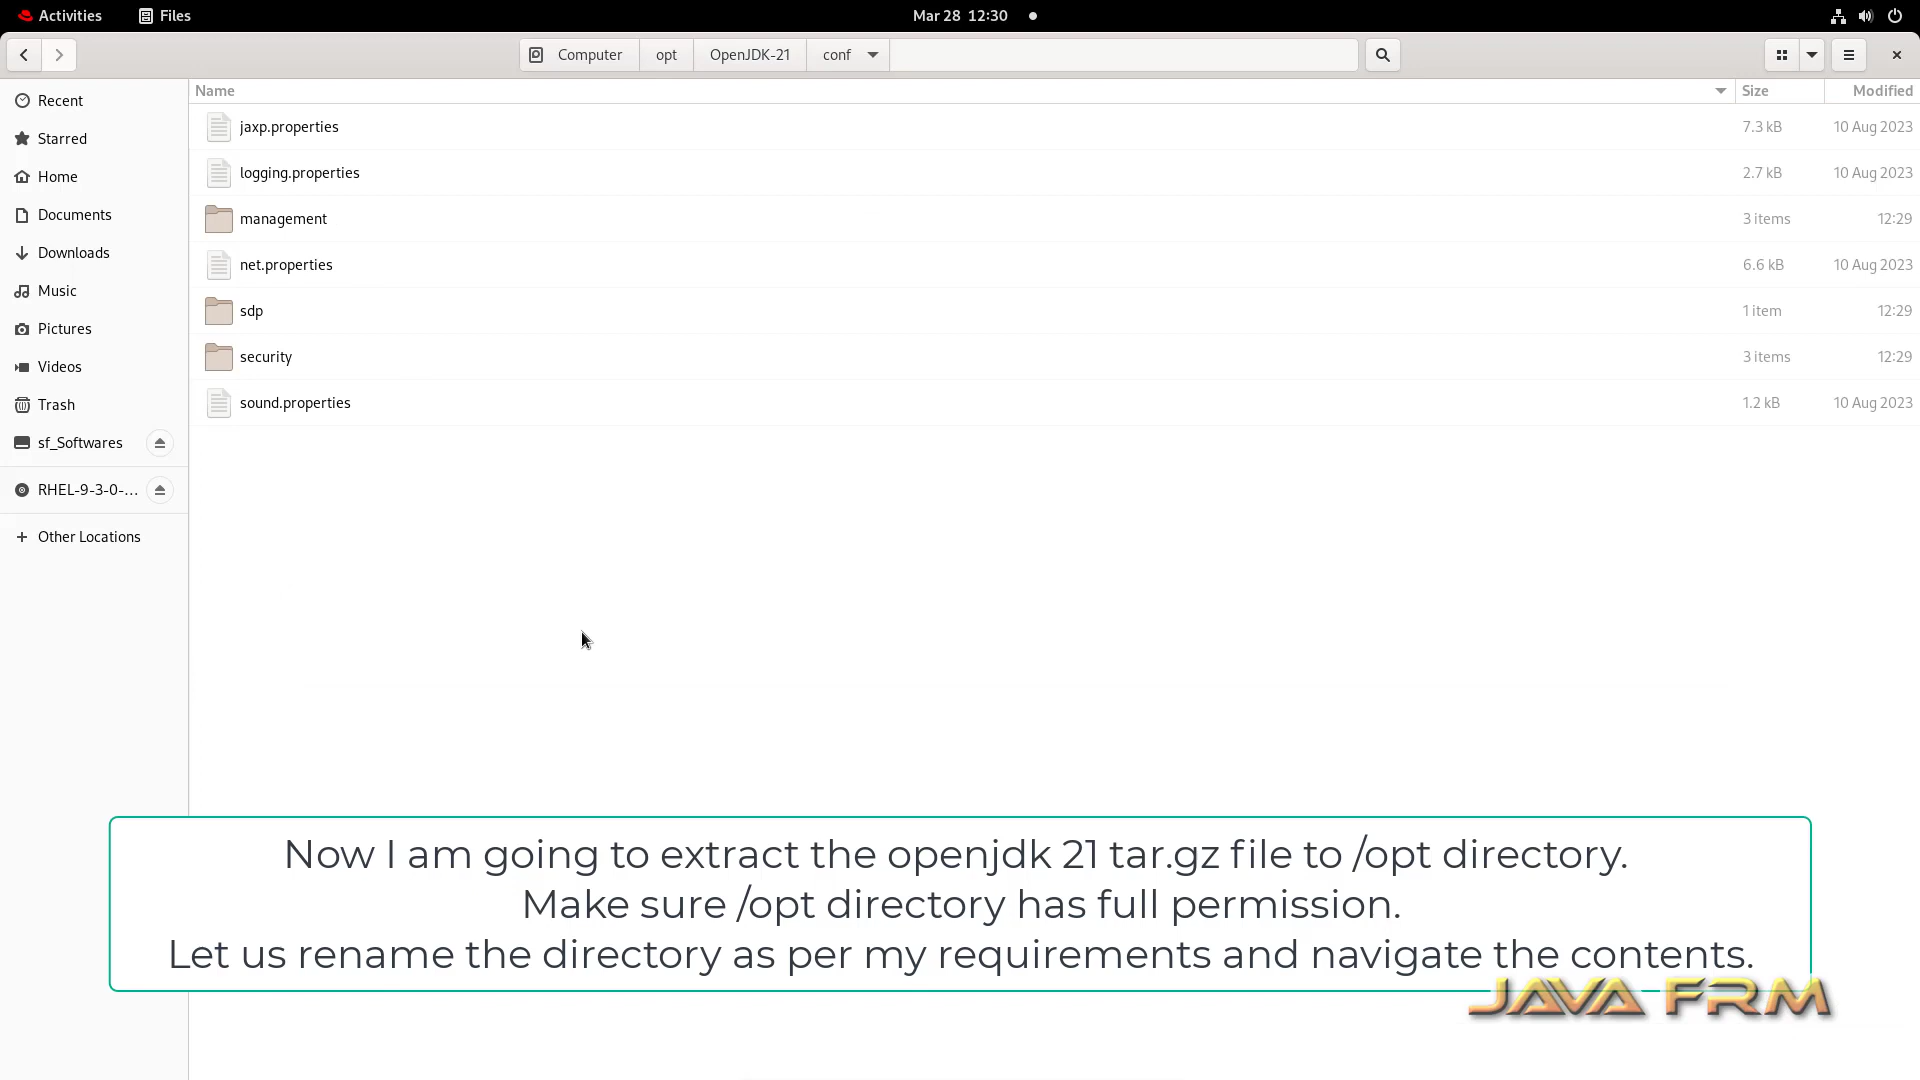 Activities Files Mar 28 12:30
Computer opt OpenJDK-21 conf
Name Size Modified
Recent
Starred
Home
Documents
Downloads
Music
Pictures
Videos
Trash
sf_Softwares
RHEL-9-3-0-...
Other Locations
jaxp.properties 7.3 kB 10 Aug 2023
logging.properties 2.7 kB 10 Aug 2023
management 3 items 12:29
net.properties 6.6 kB 10 Aug 2023
sdp 1 item 12:29
security 3 items 12:29
sound.properties 1.2 kB 10 Aug 2023
Now I am going to extract the openjdk 21 tar.gz file to /opt directory.
Make sure /opt directory has full permission.
Let us rename the directory as per my requirements and navigate the contents.
JAVA FRM